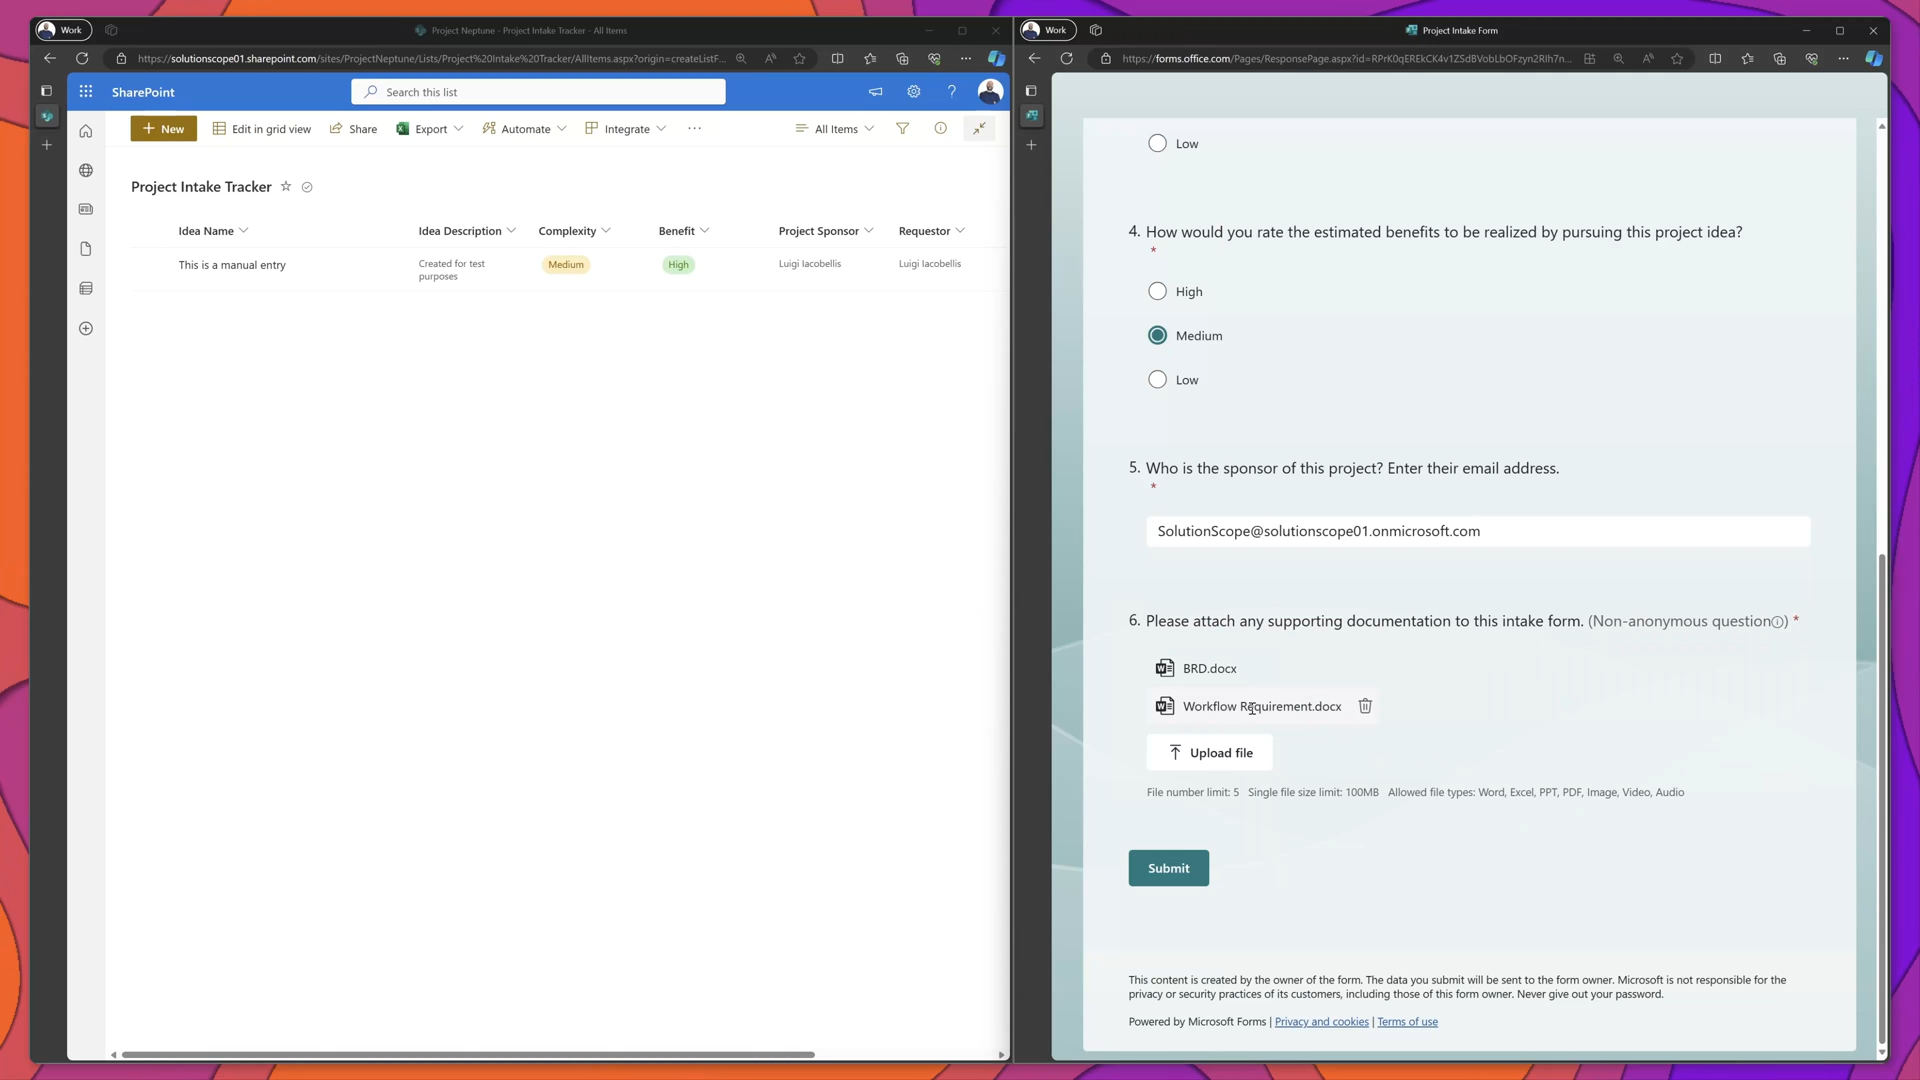 Work
Project Neptune - Project Intake Tracker - All Items
https://solutionscope01.sharepoint.com/sites/ProjectNeptune/Lists/Project%20Intake%20Tracker/AllItems.aspx?origin=createListF...
SharePoint
Search this list
New
Edit in grid view
Share
Export
Automate
Integrate
All Items
Project Intake Tracker
Idea Name
Idea Description
Complexity
Benefit
Project Sponsor
Requestor
This is a manual entry
Created for test
purposes
Medium
High
Luigi Iacobellis
Luigi Iacobellis
Work
Project Intake Form
https://forms.office.com/Pages/ResponsePage.aspx?id=RPrK0qEREkCK4v1ZSdBVobLbOFzyn2RIh7n...
Low
4. How would you rate the estimated benefits to be realized by pursuing this project idea?
*
High
Medium
Low
5. Who is the sponsor of this project? Enter their email address.
*
SolutionScope@solutionscope01.onmicrosoft.com
6. Please attach any supporting documentation to this intake form. (Non-anonymous question) *
BRD.docx
Workflow Requirement.docx
Upload file
File number limit: 5 Single file size limit: 100MB Allowed file types: Word, Excel, PPT, PDF, Image, Video, Audio
Submit
This content is created by the owner of the form. The data you submit will be sent to the form owner. Microsoft is not responsible for the
privacy or security practices of its customers, including those of this form owner. Never give out your password.
Powered by Microsoft Forms | Privacy and cookies | Terms of use